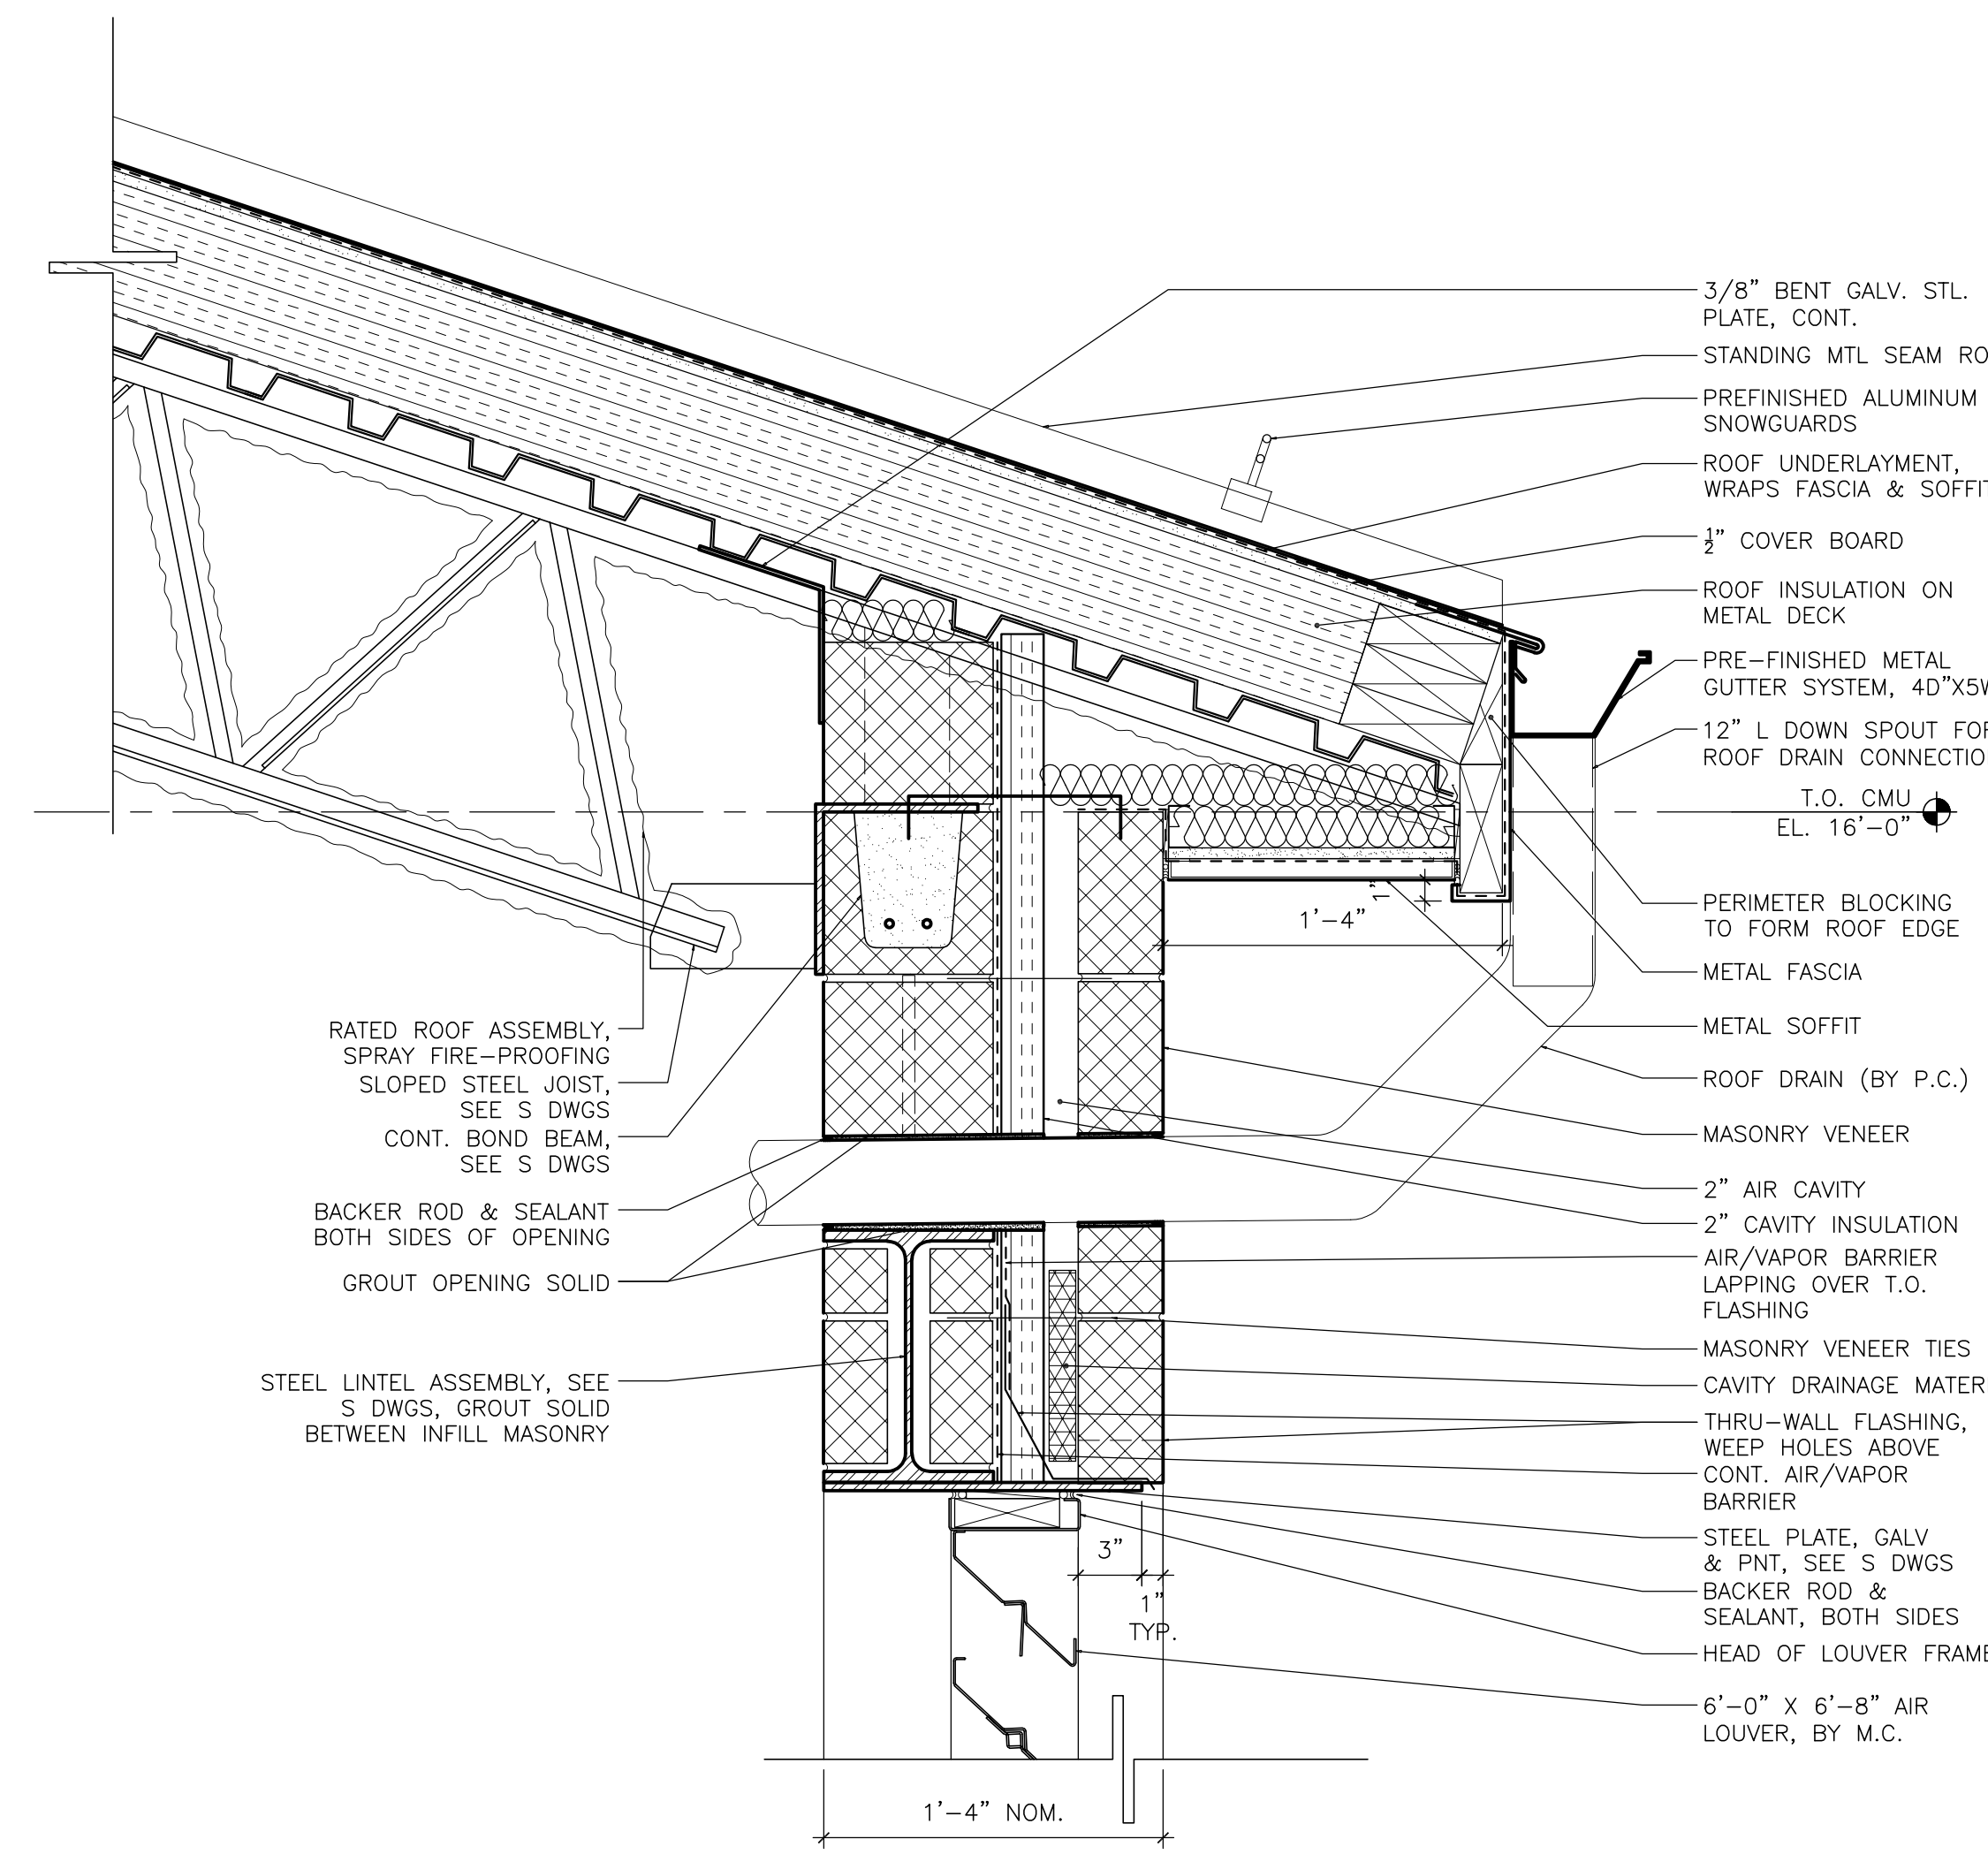 3/8" BENT GALV. STL.
PLATE, CONT.
STANDING MTL SEAM
PREFINISHED ALUMINUM
SNOWGUARDS
ROOF UNDERLAYMENT,
WRAPS FASCIA & SOFFIT
½" COVER BOARD
ROOF INSULATION ON
METAL DECK
PRE-FINISHED METAL
GUTTER SYSTEM, 4D"X5W
12" L DOWN SPOUT FOR
ROOF DRAIN
T.O. CMU
EL. 16'-0"
1"
1'-4"
PERIMETER BLOCKING
TO FORM ROOF EDGE
METAL FASCIA
METAL SOFFIT
ROOF DRAIN (BY P.C.)
MASONRY VENEER
2" AIR CAVITY
2" CAVITY INSULATION
AIR/VAPOR BARRIER
LAPPING OVER T.O.
FLASHING
MASONRY VENEER TIES
CAVITY DRAINAGE
THRU-WALL FLASHING,
WEEP HOLES ABOVE
CONT. AIR/VAPOR
BARRIER
STEEL PLATE, GALV
& PNT, SEE S DWGS
BACKER ROD &
SEALANT, BOTH SIDES
HEAD OF LOUVER FRAME
6'-0" X 6'-8" AIR
LOUVER, BY M.C.
RATED ROOF ASSEMBLY,
SPRAY FIRE-PROOFING
SLOPED STEEL JOIST,
SEE S DWGS
CONT. BOND BEAM,
SEE S DWGS
BACKER ROD & SEALANT
BOTH SIDES OF OPENING
GROUT OPENING SOLID
STEEL LINTEL ASSEMBLY, SEE
S DWGS, GROUT SOLID
BETWEEN INFILL MASONRY
3"
1"
TYP.
1'-4" NOM.